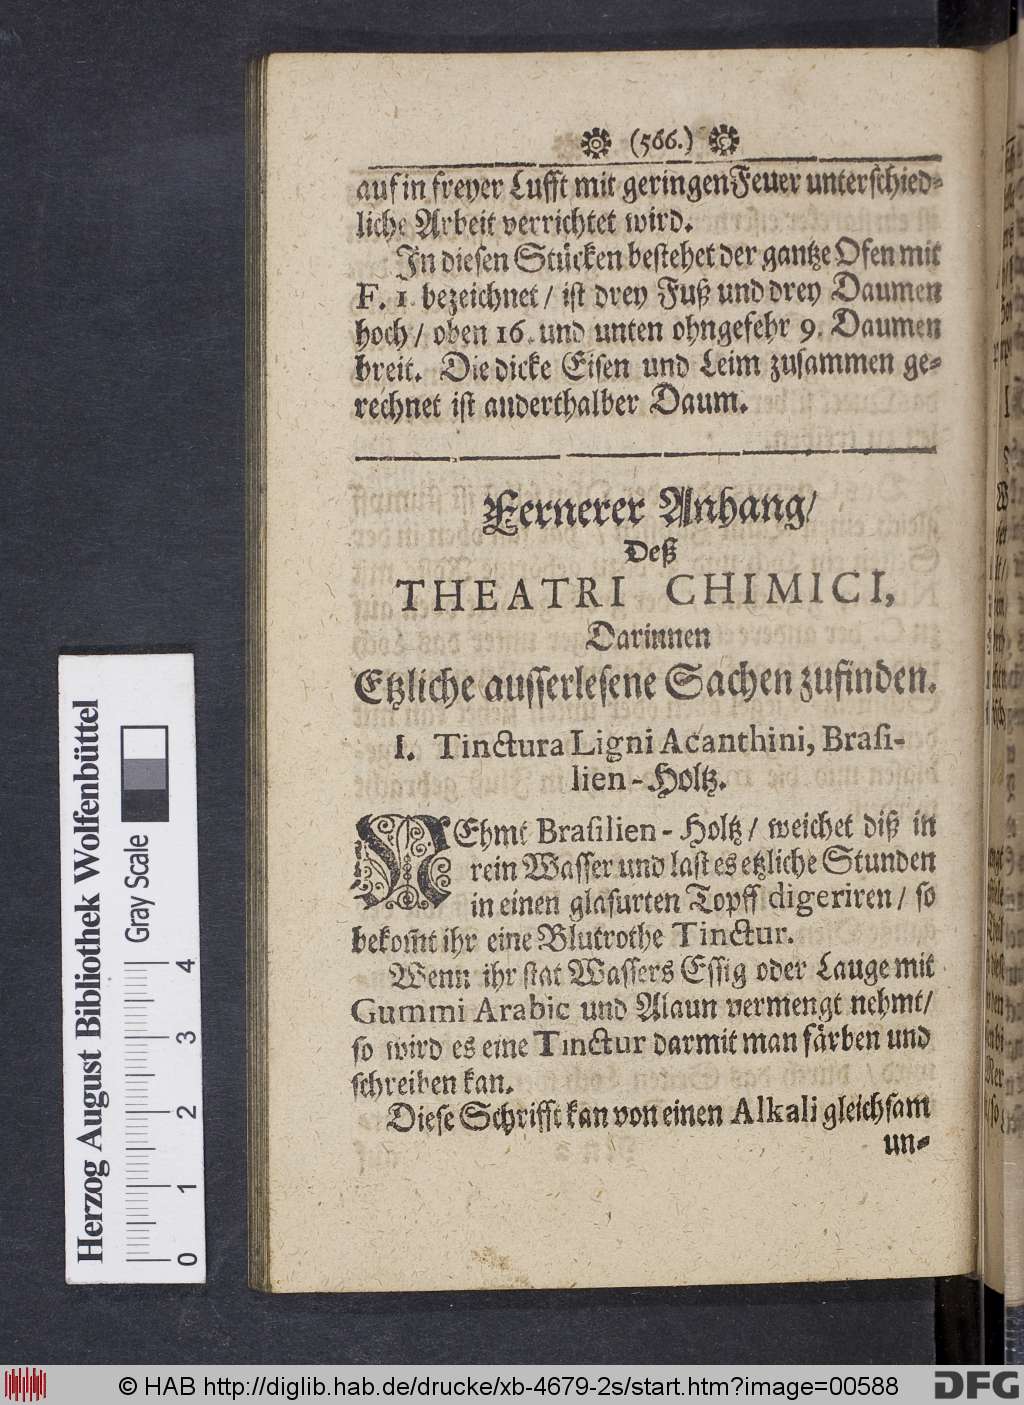 (566.)
auf in freyer Lufft mit geringen Feuer unterschied-
liche Arbeit verrichtet wird.
In diesen Stücken bestehet der gantze Ofen mit
F. 1. bezeichnet / ist drey Fuß und drey Daumen
hoch / oben 16. und unten ohngefehr 9. Daumen
breit. Die dicke Eisen und Leim zusammen ge-
rechnet ist anderthalber Daum.
Fernerer Anhang/
Deß
THEATRI CHIMICI,
Darinnen
Etzliche ausserlesene Sachen zufinden.
I. Tinctura Ligni Acanthini, Brasi-
lien-Holtz.
NEhmt Brasilien-Holtz / weichet diß in
rein Wasser und last es etzliche Stunden
in einen glasurten Topff digeriren / so
bekom̃t ihr eine Blutrothe Tinctur.
Wenn ihr stat Wassers Essig oder Lauge mit
Gummi Arabic und Alaun vermengt nehmt/
so wird es eine Tinctur darmit man färben und
schreiben kan.
Diese Schrifft kan von einen Alkali gleichsam
un-
Herzog August Bibliothek Wolfenbüttel
Gray Scale
0 1 2 3 4
© HAB http://diglib.hab.de/drucke/xb-4679-2s/start.htm?image=00588
DFG